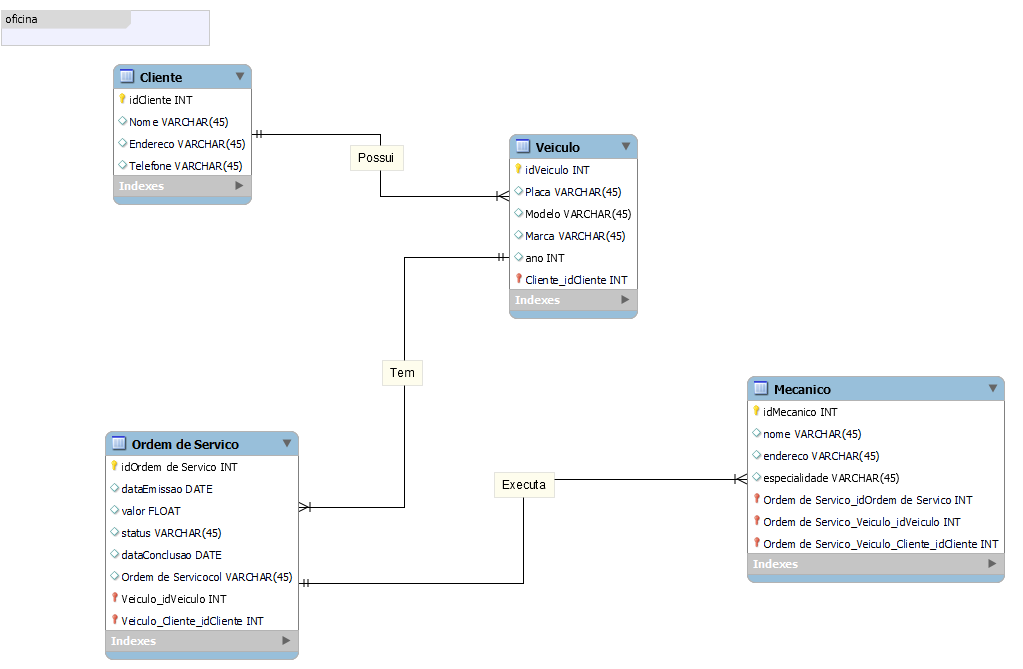 oficina
Cliente
idCliente INT
Nome VARCHAR(45)
Endereco VARCHAR(45)
Telefone VARCHAR(45)
Indexes
Possui
Veiculo
idVeiculo INT
Placa VARCHAR(45)
Modelo VARCHAR(45)
Marca VARCHAR(45)
ano INT
Cliente_idCliente INT
Indexes
Tem
Ordem de Servico
idOrdem de Servico INT
dataEmissao DATE
valor FLOAT
status VARCHAR(45)
dataConclusao DATE
Ordem de Servicocol VARCHAR(45)
Veiculo_idVeiculo INT
Veiculo_Cliente_idCliente INT
Indexes
Executa
Mecanico
idMecanico INT
nome VARCHAR(45)
endereco VARCHAR(45)
especialidade VARCHAR(45)
Ordem de Servico_idOrdem de Servico INT
Ordem de Servico_Veiculo_idVeiculo INT
Ordem de Servico_Veiculo_Cliente_idCliente INT
Indexes